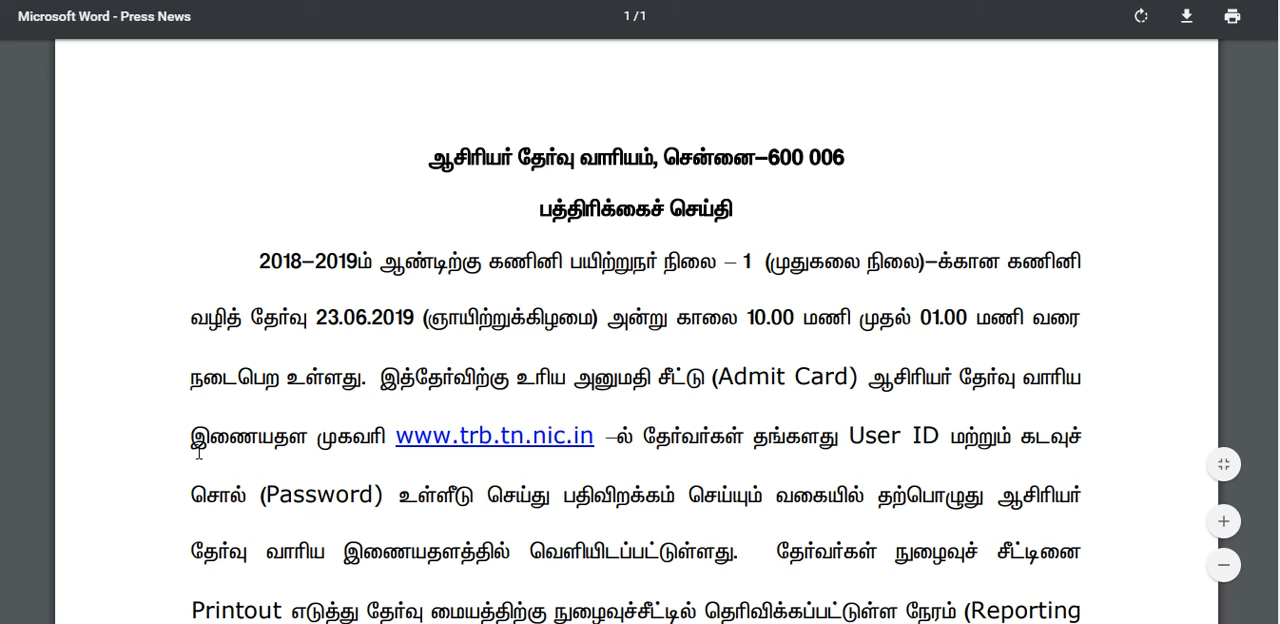 Microsoft Word - Press News
1 / 1
ஆசிரியர் தேர்வு வாரியம், சென்னை–600 006
பத்திரிக்கைச் செய்தி
2018–2019ம் ஆண்டிற்கு கணினி பயிற்றுநர் நிலை – 1 (முதுகலை நிலை)–க்கான கணினி
வழித் தேர்வு 23.06.2019 (ஞாயிற்றுக்கிழமை) அன்று காலை 10.00 மணி முதல் 01.00 மணி வரை
நடைபெற உள்ளது. இத்தேர்விற்கு உரிய அனுமதி சீட்டு (Admit Card) ஆசிரியர் தேர்வு வாரிய
இணையதள முகவரி www.trb.tn.nic.in –ல் தேர்வர்கள் தங்களது User ID மற்றும் கடவுச்
சொல் (Password) உள்ளீடு செய்து பதிவிறக்கம் செய்யும் வகையில் தற்பொழுது ஆசிரியர்
தேர்வு வாரிய இணையதளத்தில் வெளியிடப்பட்டுள்ளது. தேர்வர்கள் நுழைவுச் சீட்டினை
Printout எடுத்து தேர்வு மையத்திற்கு நுழைவுச்சீட்டில் தெரிவிக்கப்பட்டுள்ள நேரம் (Reporting